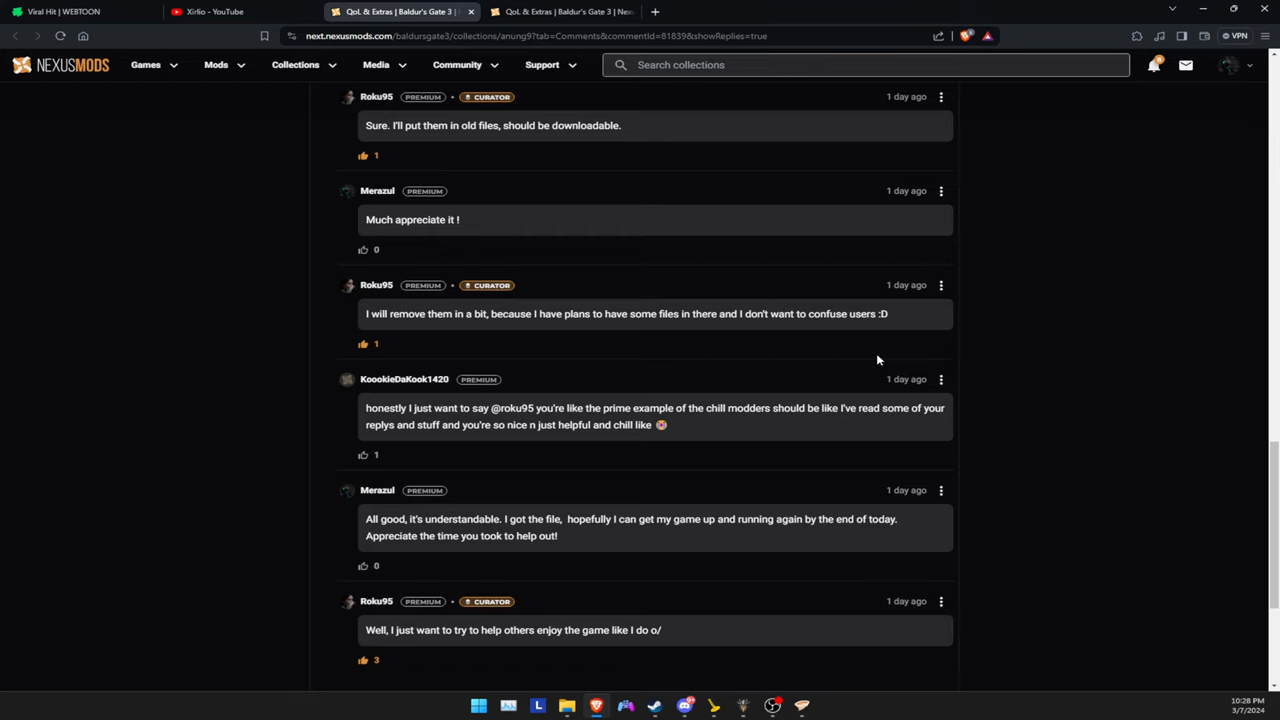 Viral Hit | WEBTOON
Xirlio - YouTube
QoL & Extras | Baldur's Gate 3 |
QoL & Extras | Baldur's Gate 3 | Nex
next.nexusmods.com/baldursgate3/collections/anung9?tab=Comments&commentId=81839&showReplies=true
VPN
NEXUSMODS
Games
Mods
Collections
Media
Community
Support
Search collections
Roku95 PREMIUM • CURATOR 1 day ago
Sure. I'll put them in old files, should be downloadable.
1
Merazul PREMIUM 1 day ago
Much appreciate it !
0
Roku95 PREMIUM • CURATOR 1 day ago
I will remove them in a bit, because I have plans to have some files in there and I don't want to confuse users :D
1
KoookieDaKook1420 PREMIUM 1 day ago
honestly I just want to say @roku95 you're like the prime example of the chill modders should be like I've read some of your
replys and stuff and you're so nice n just helpful and chill like
1
Merazul PREMIUM 1 day ago
All good, it's understandable. I got the file, hopefully I can get my game up and running again by the end of today.
Appreciate the time you took to help out!
0
Roku95 PREMIUM • CURATOR 1 day ago
Well, I just want to try to help others enjoy the game like I do o/
3
L
10:28 PM
3/7/2024